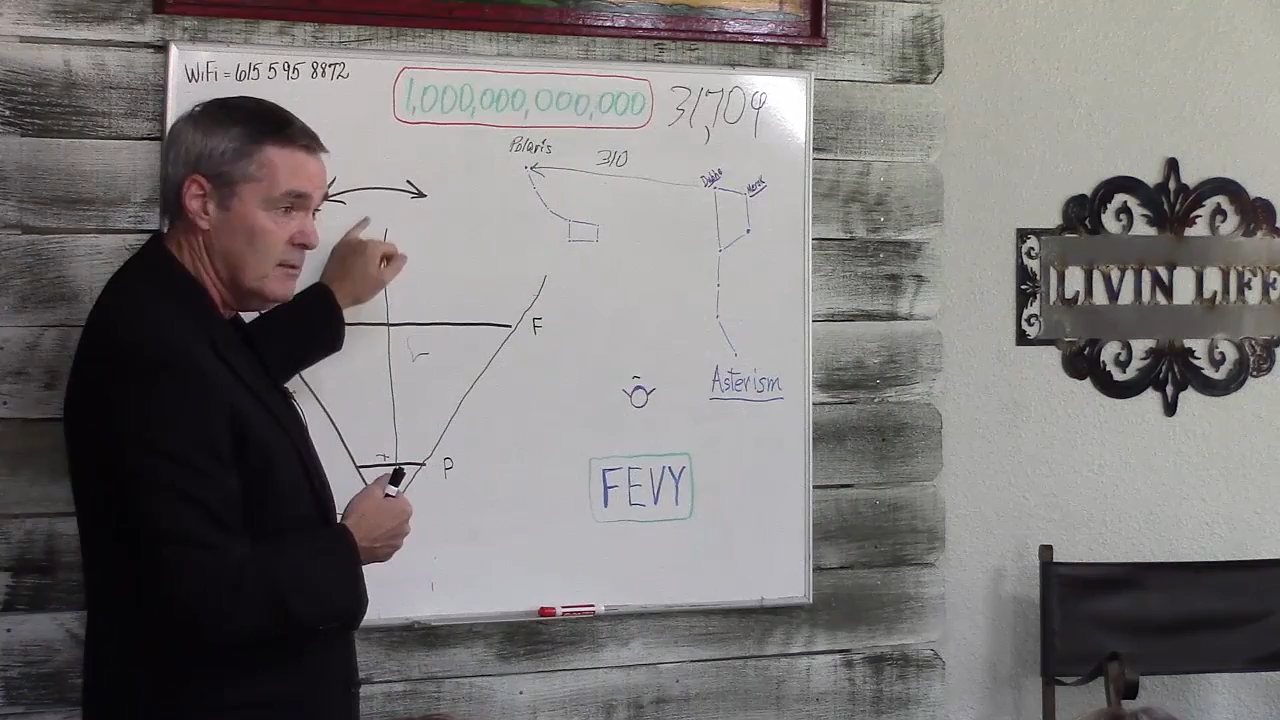 WiFi = 615 595 8872
1,000,000,000,000
31,709
Polaris
310
Dubhe
Merak
F
P
Asterism
FEVY
LIVIN LIFE